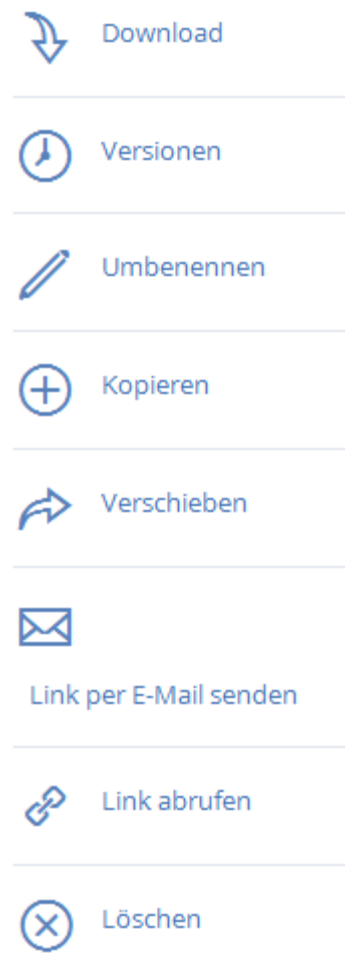 Download
Versionen
Umbenennen
Kopieren
Verschieben
Link per E-Mail senden
Link abrufen
Löschen